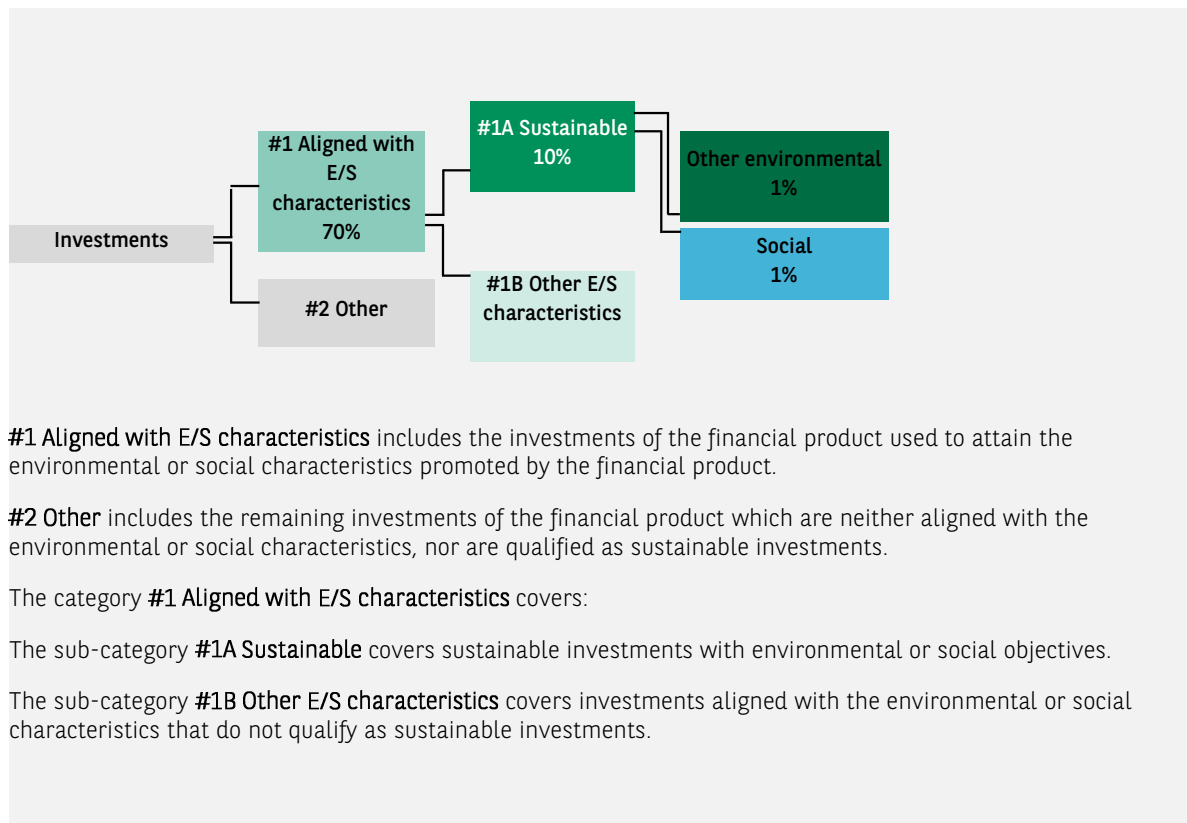 #1A Sustainable
10%
#1 Aligned with
E/S
characteristics
70%
Other environmental
1%
Investments
Social
1%
#1B Other E/S
characteristics
#2 Other
#1 Aligned with E/S characteristics includes the investments of the financial product used to attain the
environmental or social characteristics promoted by the financial product.
#2 Other includes the remaining investments of the financial product which are neither aligned with the
environmental or social characteristics, nor are qualified as sustainable investments.
The category #1 Aligned with E/S characteristics covers:
The sub-category #1A Sustainable covers sustainable investments with environmental or social objectives.
The sub-category #1B Other E/S characteristics covers investments aligned with the environmental or social
characteristics that do not qualify as sustainable investments.